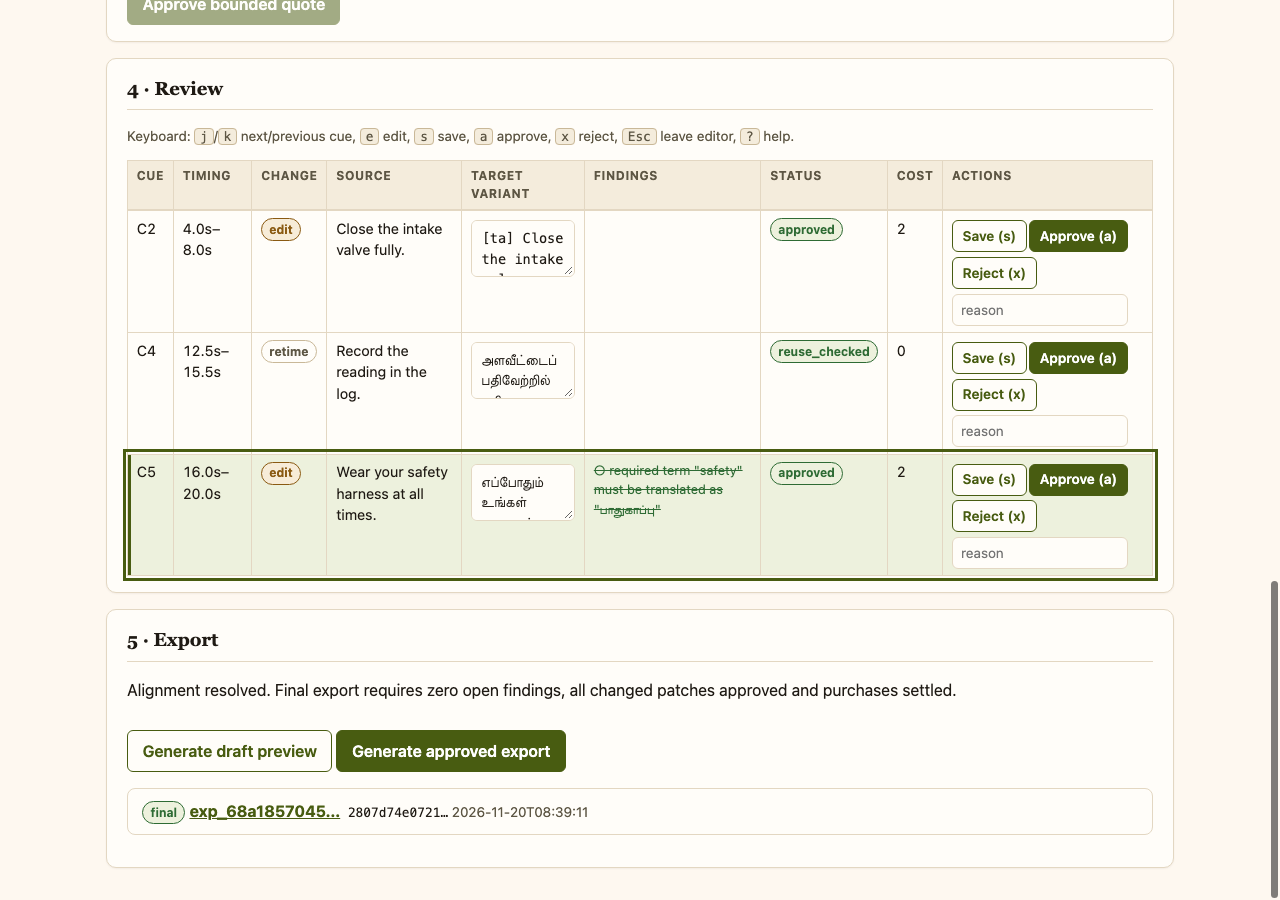 Approve bounded quote
4 · Review
Keyboard: j/k next/previous cue, e edit, s save, a approve, x reject, Esc leave editor, ? help.
CUE TIMING CHANGE SOURCE TARGET VARIANT FINDINGS STATUS COST ACTIONS
C2
4.0s–
8.0s
edit
Close the intake
valve fully.
[ta] Close
the intake
approved
2
Save (s) Approve (a)
Reject (x)
reason
C4
12.5s–
15.5s
retime
Record the
reading in the
log.
அளவீட்டைப்
பதிவேற்றில்
reuse_checked
0
Save (s) Approve (a)
Reject (x)
reason
C5
16.0s–
20.0s
edit
Wear your safety
harness at all
times.
எப்போதும்
உங்கள்
O required term "safety"
must be translated as
"பாதுகாப்பு"
approved
2
Save (s) Approve (a)
Reject (x)
reason
5 · Export
Alignment resolved. Final export requires zero open findings, all changed patches approved and purchases settled.
Generate draft preview Generate approved export
final exp_68a1857045... 2807d74e0721… 2026-11-20T08:39:11